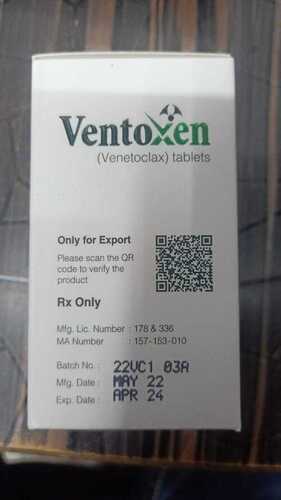 Ventoxen
(Venetoclax) tablets
Only for Export
Please scan the QR
code to verify the
product
Rx Only
Mfg. Lic. Number : 178 & 336
MA Number : 157-153-010
Batch No. : 22VC1 03A
Mfg. Date : MAY 22
Exp. Date : APR 24